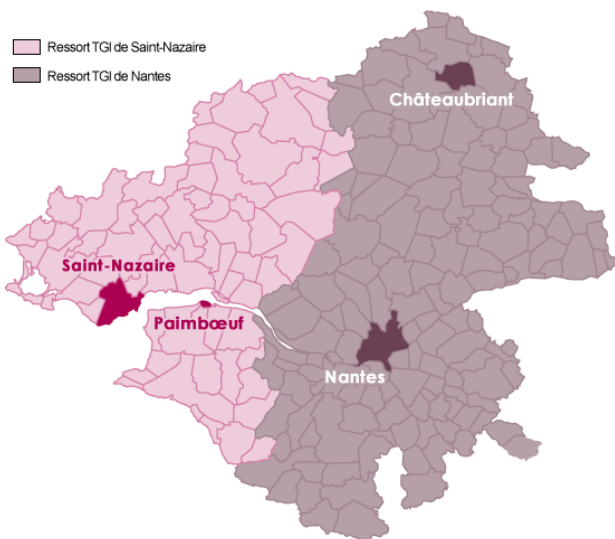 Ressort TGI de Saint-Nazaire
Ressort TGI de Nantes
Châteaubriant
Saint-Nazaire
Paimbœuf
Nantes